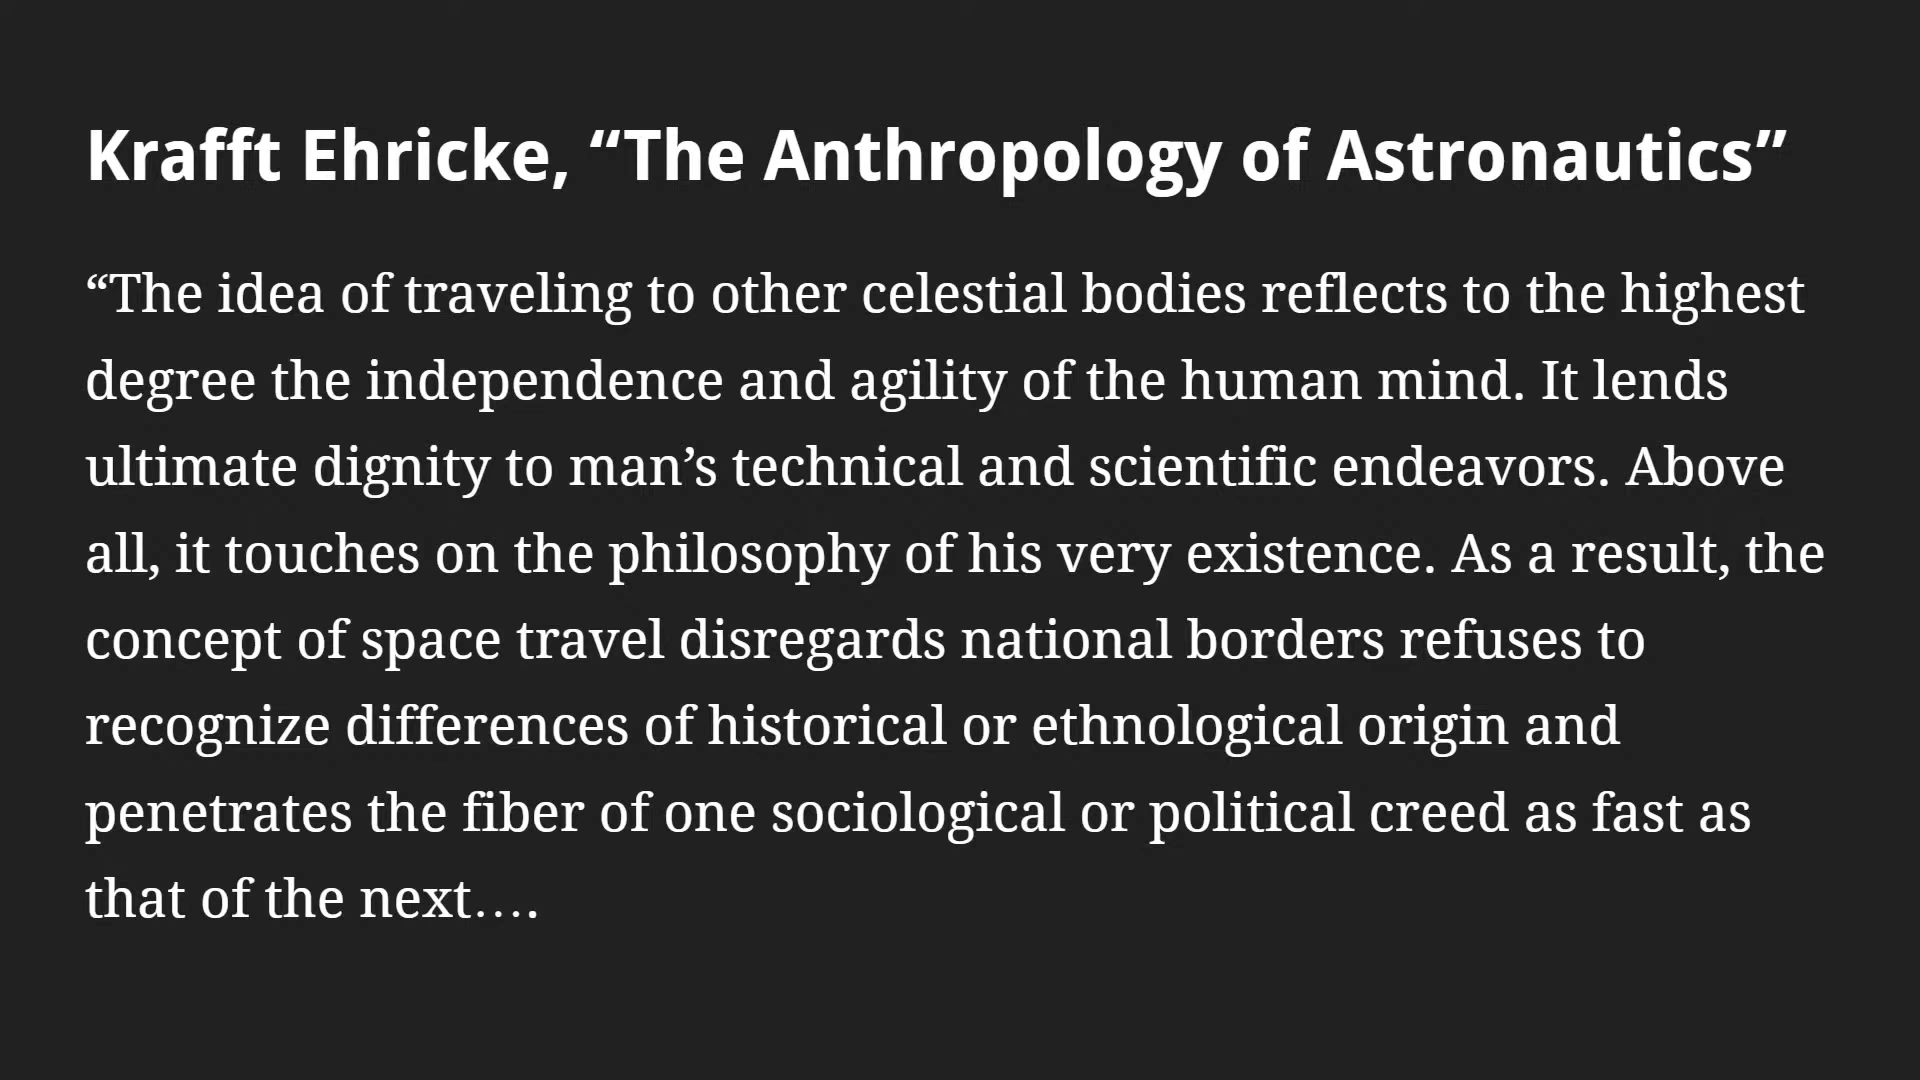 Krafft Ehricke, “The Anthropology of Astronautics”
“The idea of traveling to other celestial bodies reflects to the highest
degree the independence and agility of the human mind. It lends
ultimate dignity to man’s technical and scientific endeavors. Above
all, it touches on the philosophy of his very existence. As a result, the
concept of space travel disregards national borders refuses to
recognize differences of historical or ethnological origin and
penetrates the fiber of one sociological or political creed as fast as
that of the next….